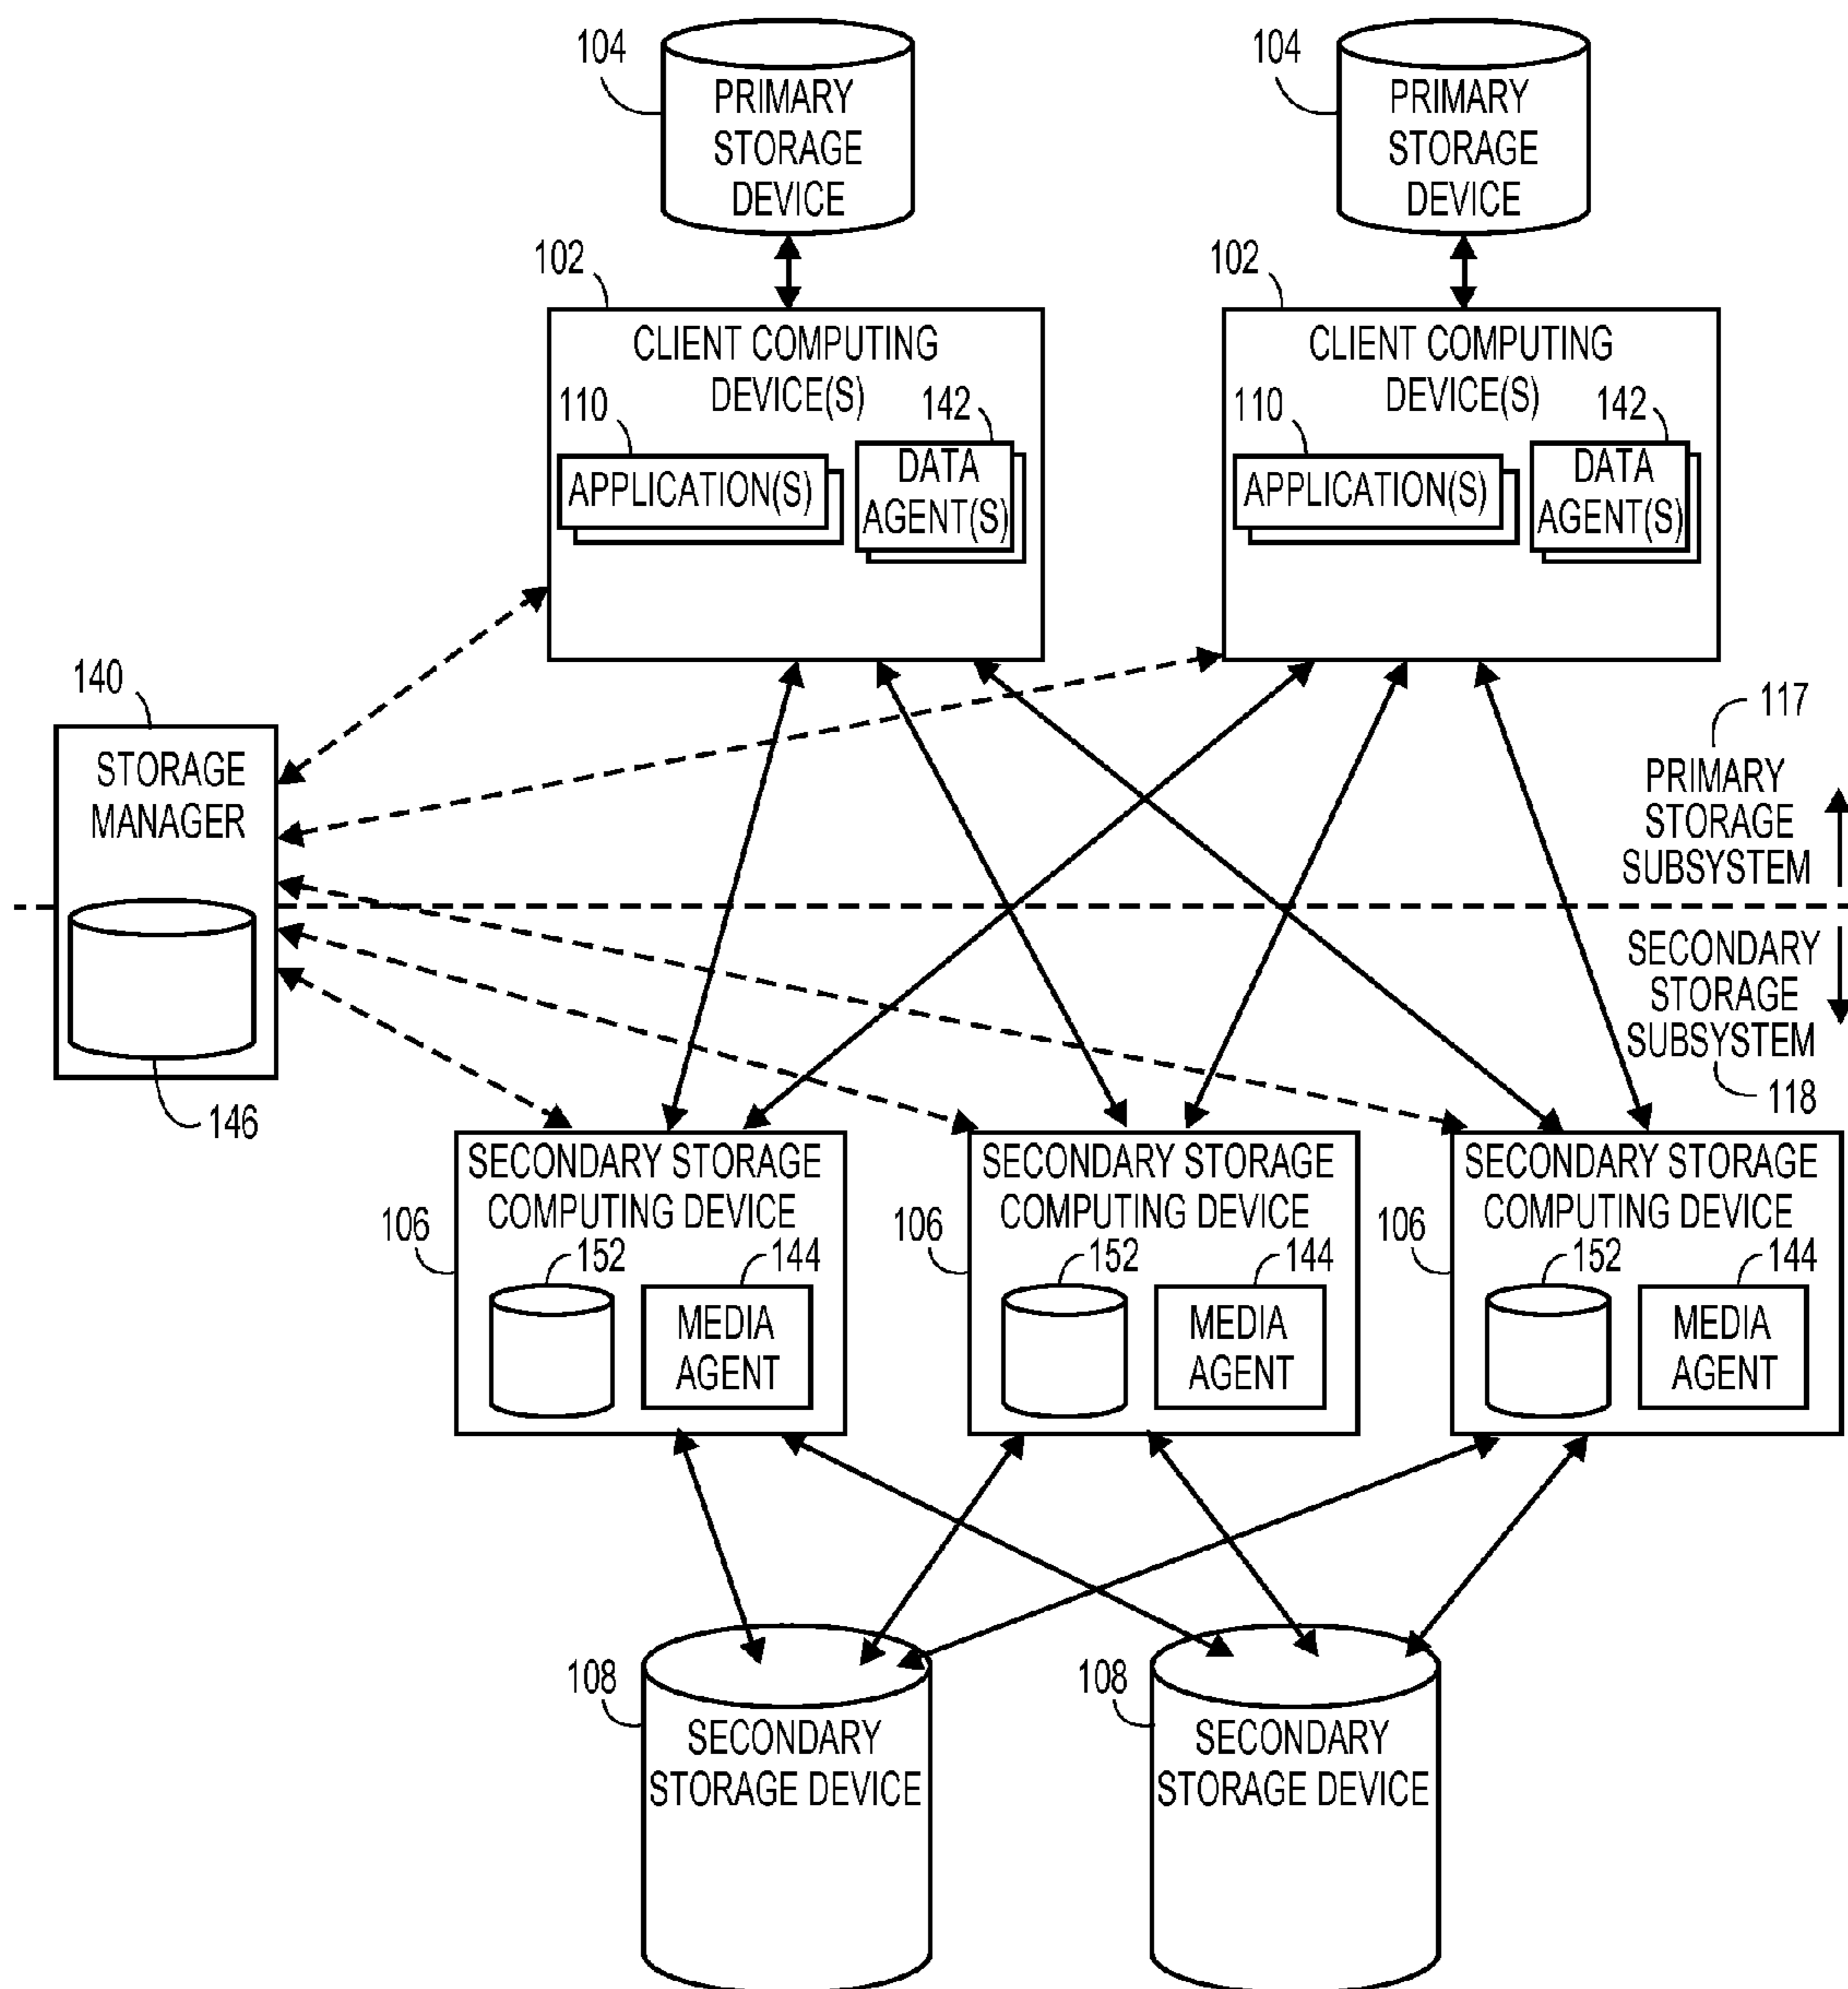 104
PRIMARY
STORAGE
DEVICE
104
PRIMARY
STORAGE
DEVICE
102
CLIENT COMPUTING
DEVICE(S)
110
142
APPLICATION(S)
DATA
AGENT(S)
102
CLIENT COMPUTING
DEVICE(S)
110
142
APPLICATION(S)
DATA
AGENT(S)
140
STORAGE
MANAGER
146
117
PRIMARY
STORAGE
SUBSYSTEM
SECONDARY
STORAGE
SUBSYSTEM
118
SECONDARY STORAGE
COMPUTING DEVICE
106
152
144
MEDIA
AGENT
SECONDARY STORAGE
COMPUTING DEVICE
106
152
144
MEDIA
AGENT
SECONDARY STORAGE
COMPUTING DEVICE
106
152
144
MEDIA
AGENT
108
SECONDARY
STORAGE DEVICE
108
SECONDARY
STORAGE DEVICE